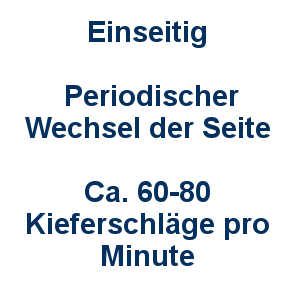 Einseitig
Periodischer
Wechsel der Seite
Ca. 60-80
Kieferschläge pro
Minute